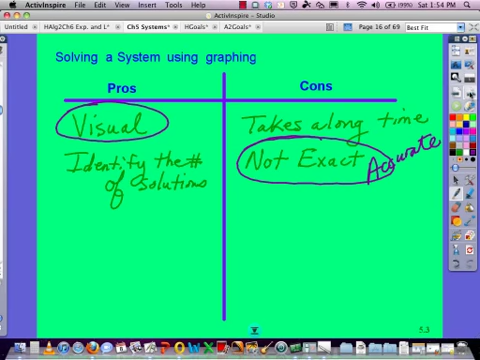 ActivInspire File Edit View Insert Tools Help (99%) Sat 1:54 PM
ActivInspire - Studio
Untitled HAlg2Ch6 Exp. and L* Ch5 Systems* HGoals* A2Goals* Page 16 of 69 Best Fit
Solving a System using graphing
Pros Cons
Visual
Takes along time
Identify the #
of solutions
Not Exact
Accurate
5.3